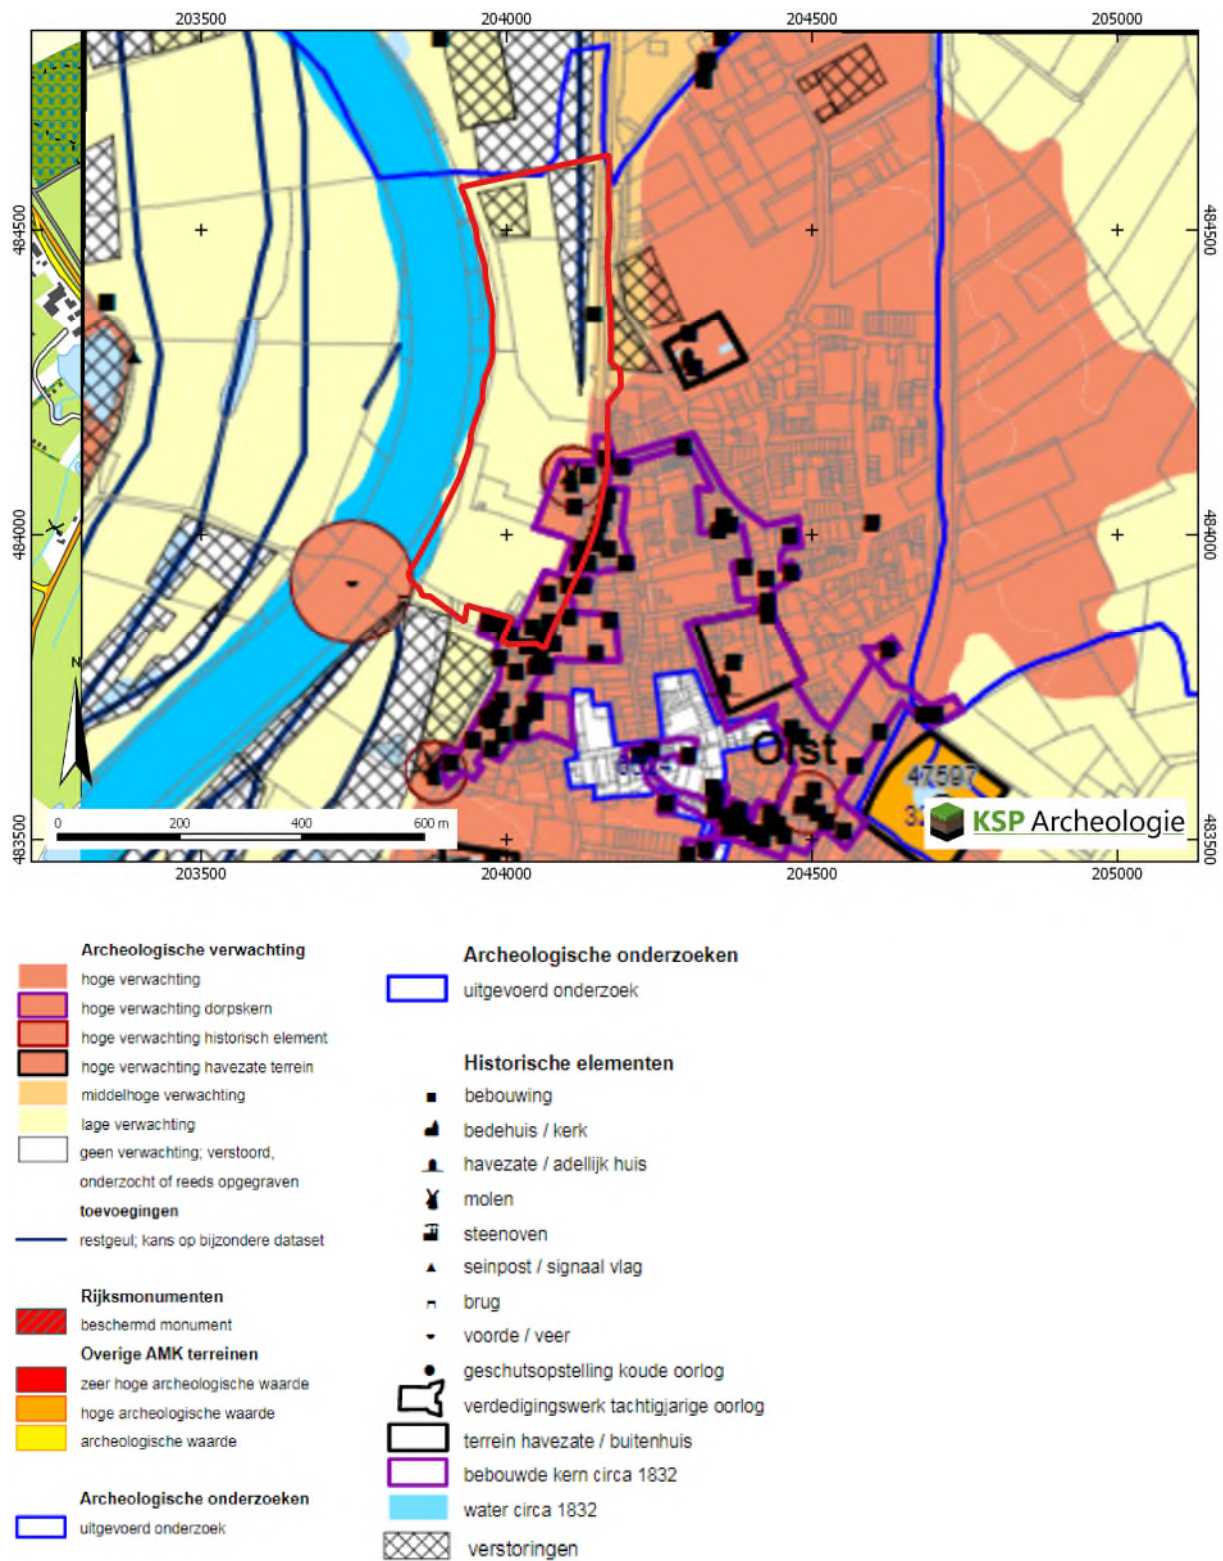 203500 204000 204500 205000
484500 484500
484000 484000
N
Olst
47597
KSP Archeologie
0 200 400 600 m
483500 483500
203500 204000 204500 205000
Archeologische verwachting
hoge verwachting
hoge verwachting dorpskern
hoge verwachting historisch element
hoge verwachting havezate terrein
middelhoge verwachting
lage verwachting
geen verwachting; verstoord,
onderzocht of reeds opgegraven
toevoegingen
restgeul; kans op bijzondere dataset
Rijksmonumenten
beschermd monument
Overige AMK terreinen
zeer hoge archeologische waarde
hoge archeologische waarde
archeologische waarde
Archeologische onderzoeken
uitgevoerd onderzoek
Archeologische onderzoeken
uitgevoerd onderzoek
Historische elementen
bebouwing
bedehuis / kerk
havezate / adellijk huis
molen
steenoven
seinpost / signaal vlag
brug
voorde / veer
geschutsopstelling koude oorlog
verdedigingswerk tachtigjarige oorlog
terrein havezate / buitenhuis
bebouwde kern circa 1832
water circa 1832
verstoringen